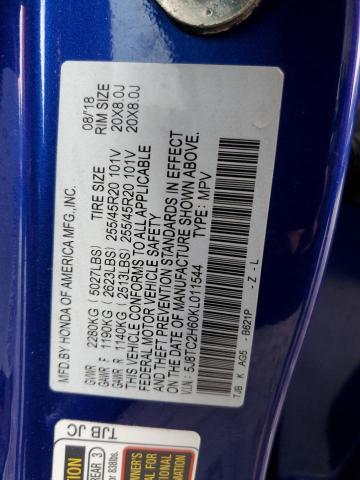 MFD BY HONDA OF AMERICA MFG.,INC. 08/18
TIRE SIZE RIM SIZE
GVWR 2280KG (5027LBS)
GAWR F 1190KG (2623LBS) 255/45R20 101V 20X8.0J
GAWR R 1140KG (2513LBS) 255/45R20 101V 20X8.0J
THIS VEHICLE CONFORMS TO ALL APPLICABLE
FEDERAL MOTOR VEHICLE SAFETY
AND THEFT PREVENTION STANDARDS IN EFFECT
ON THE DATE OF MANUFACTURE SHOWN ABOVE.
V.I.N.: 5J8TC2H60KL011544 TYPE: MPV
TJB K AG5 - B621P - Z - L
TJB JC
REAR 3